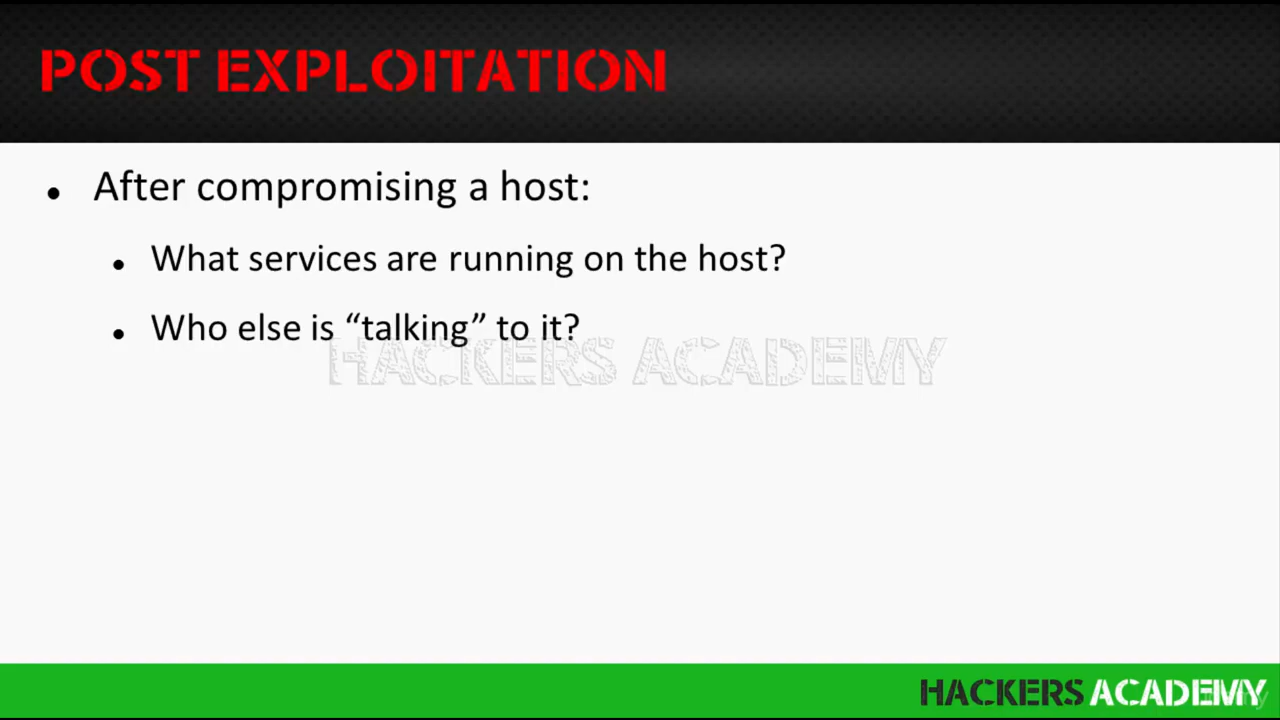 POST EXPLOITATION
• After compromising a host:
• What services are running on the host?
• Who else is “talking” to it?
HACKERS ACADEMY
HACKERS ACADEMY